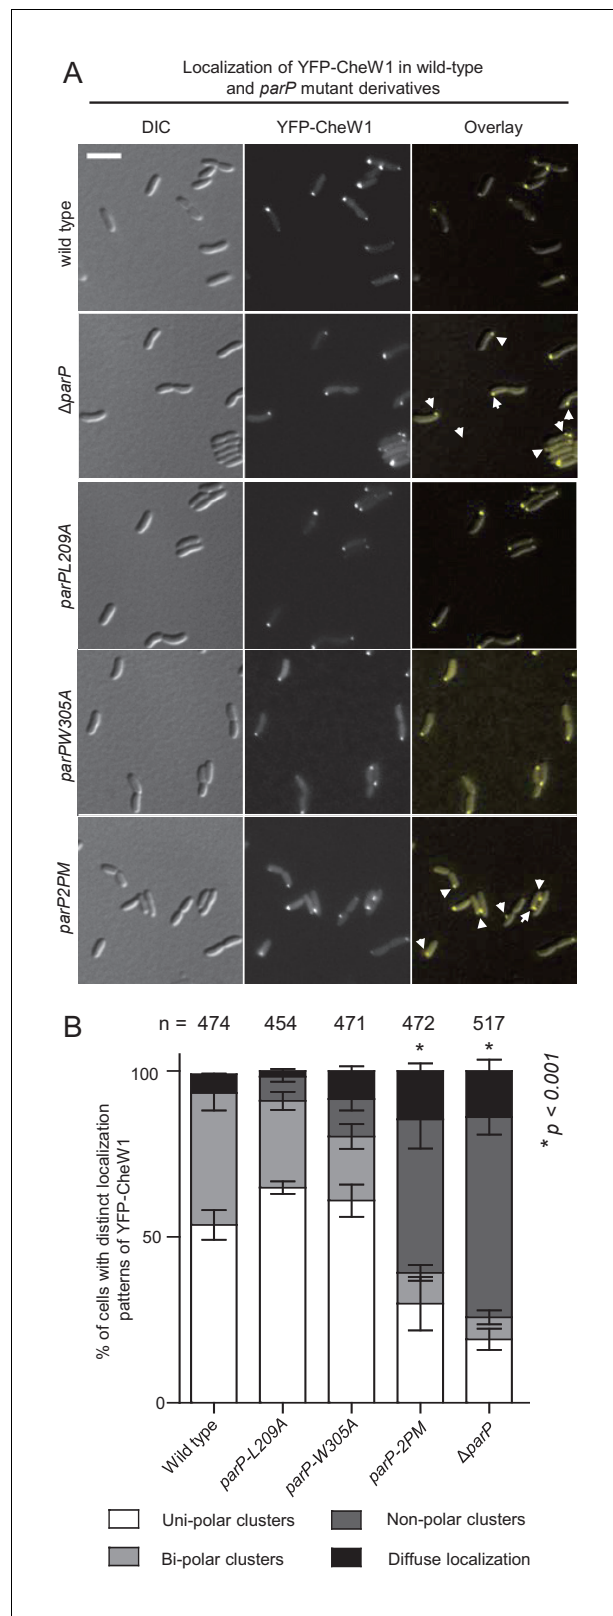 A
Localization of YFP-CheW1 in wild-type
and parP mutant derivatives
DIC
YFP-CheW1
Overlay
wild type
ΔparP
parPL209A
parPW305A
parP2PM
B
n = 474 454 471 472 517
* *
* p < 0.001
% of cells with distinct localization
patterns of YFP-CheW1
100
50
0
Wild type
parP-L209A
parP-W305A
parP-2PM
ΔparP
Uni-polar clusters
Non-polar clusters
Bi-polar clusters
Diffuse localization